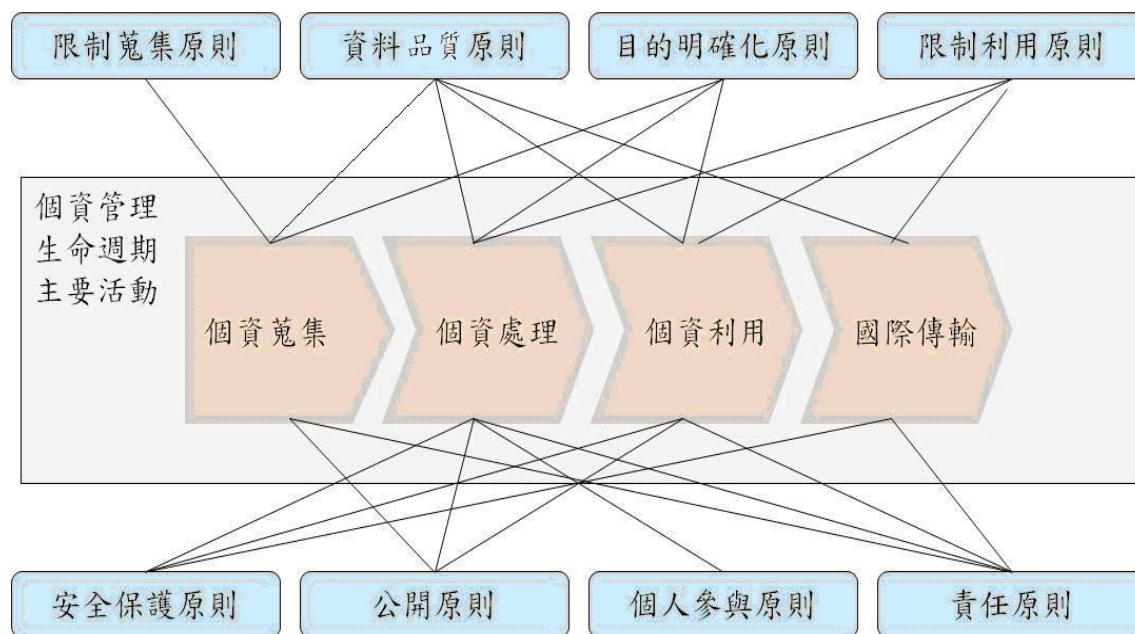 限制蒐集原則
資料品質原則
目的明確化原則
限制利用原則
個資管理
生命週期
主要活動
個資蒐集
個資處理
個資利用
國際傳輸
安全保護原則
公開原則
個人參與原則
責任原則